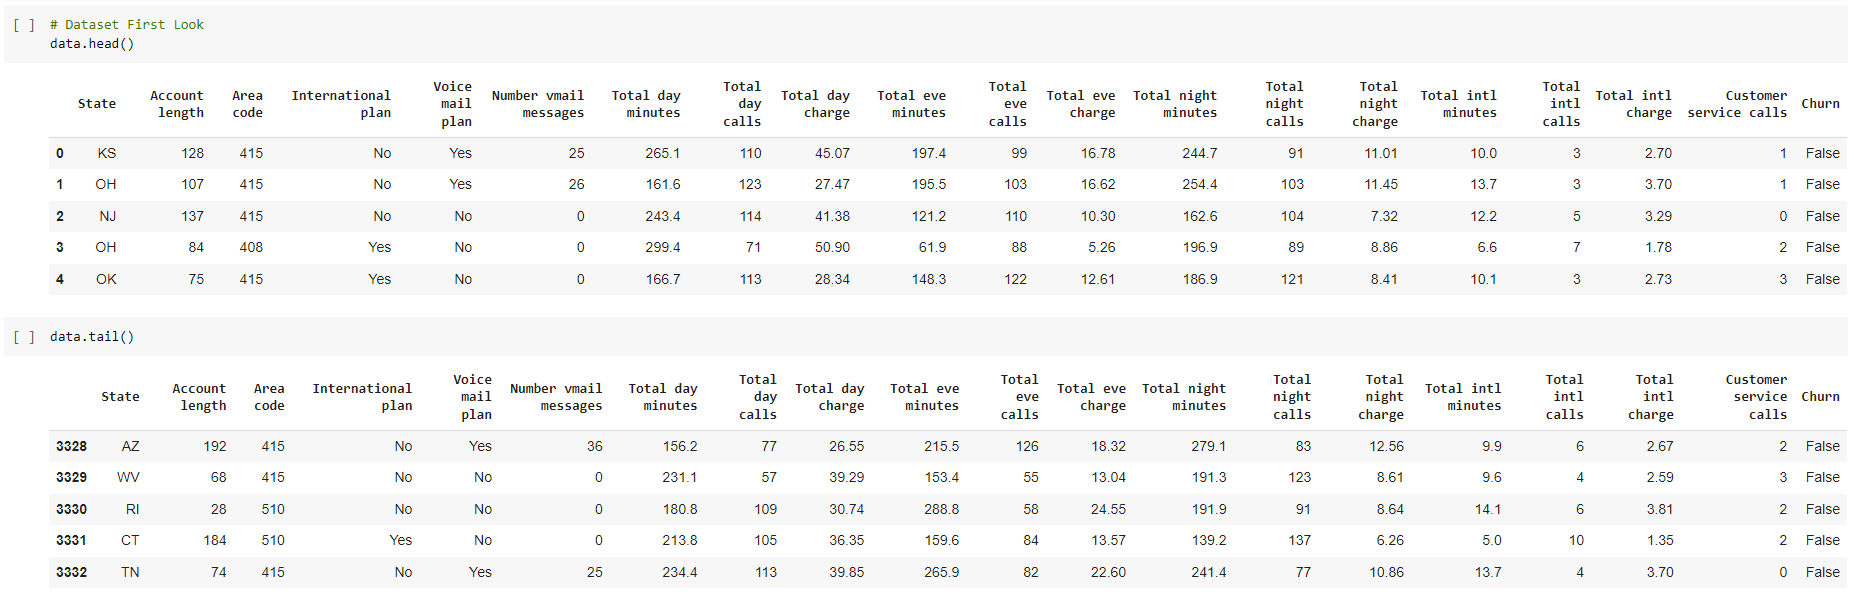 [ ] # Dataset First Look
data.head()
State Account length Area code International plan Voice mail plan Number vmail messages Total day minutes Total day calls Total day charge Total eve minutes Total eve calls Total eve charge Total night minutes Total night calls Total night charge Total intl minutes Total intl calls Total intl charge Customer service calls Churn
0 KS 128 415 No Yes 25 265.1 110 45.07 197.4 99 16.78 244.7 91 11.01 10.0 3 2.70 1 False
1 OH 107 415 No Yes 26 161.6 123 27.47 195.5 103 16.62 254.4 103 11.45 13.7 3 3.70 1 False
2 NJ 137 415 No No 0 243.4 114 41.38 121.2 110 10.30 162.6 104 7.32 12.2 5 3.29 0 False
3 OH 84 408 Yes No 0 299.4 71 50.90 61.9 88 5.26 196.9 89 8.86 6.6 7 1.78 2 False
4 OK 75 415 Yes No 0 166.7 113 28.34 148.3 122 12.61 186.9 121 8.41 10.1 3 2.73 3 False
[ ] data.tail()
State Account length Area code International plan Voice mail plan Number vmail messages Total day minutes Total day calls Total day charge Total eve minutes Total eve calls Total eve charge Total night minutes Total night calls Total night charge Total intl minutes Total intl calls Total intl charge Customer service calls Churn
3328 AZ 192 415 No Yes 36 156.2 77 26.55 215.5 126 18.32 279.1 83 12.56 9.9 6 2.67 2 False
3329 WV 68 415 No No 0 231.1 57 39.29 153.4 55 13.04 191.3 123 8.61 9.6 4 2.59 3 False
3330 RI 28 510 No No 0 180.8 109 30.74 288.8 58 24.55 191.9 91 8.64 14.1 6 3.81 2 False
3331 CT 184 510 Yes No 0 213.8 105 36.35 159.6 84 13.57 139.2 137 6.26 5.0 10 1.35 2 False
3332 TN 74 415 No Yes 25 234.4 113 39.85 265.9 82 22.60 241.4 77 10.86 13.7 4 3.70 0 False